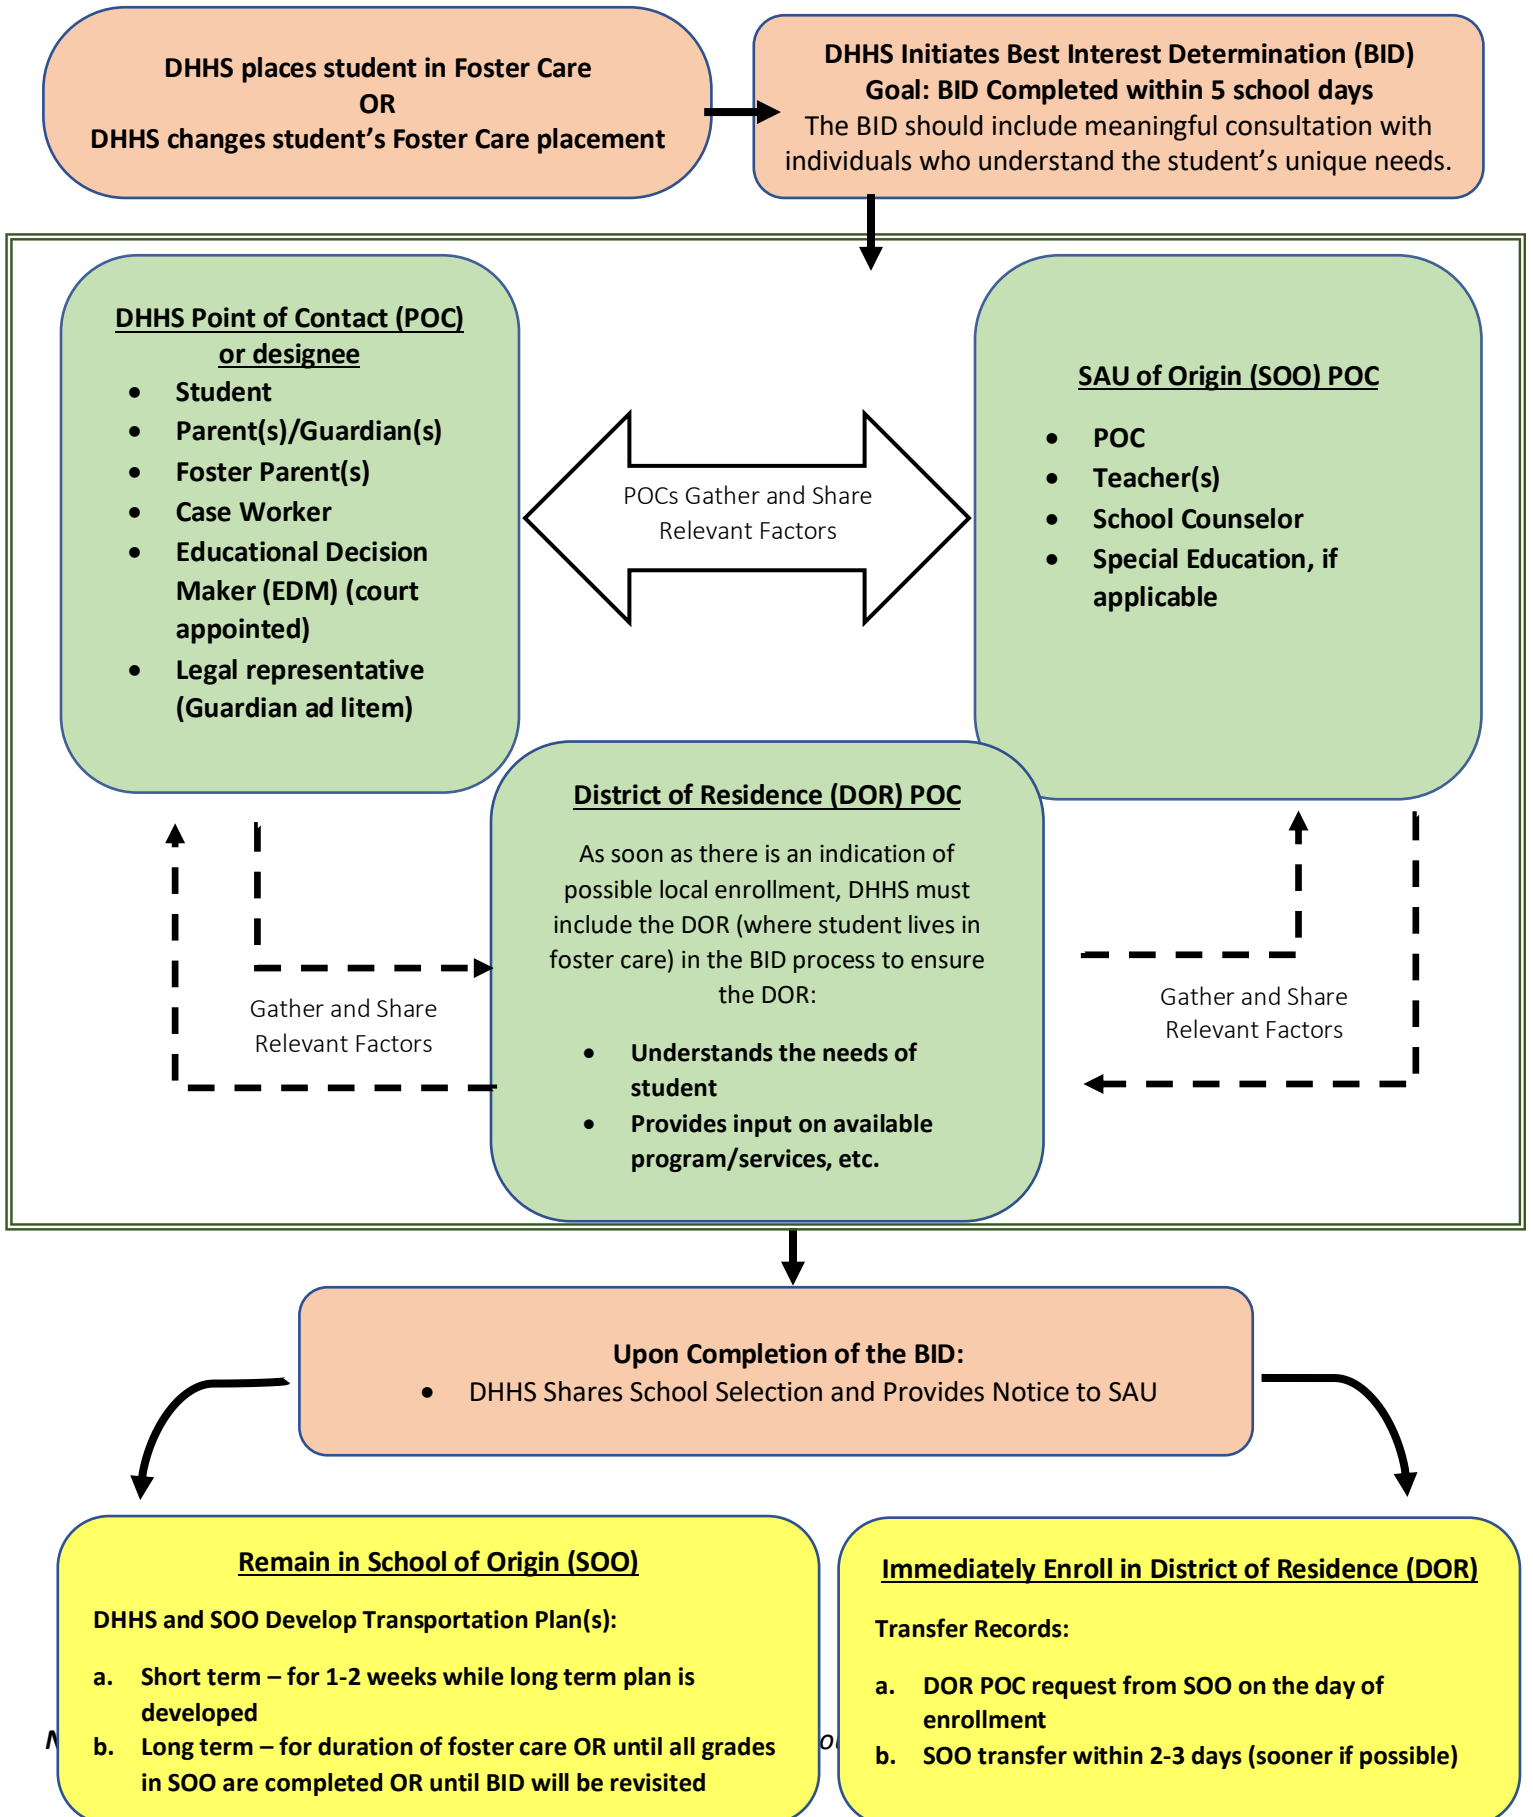 DHHS places student in Foster Care
OR
DHHS changes student’s Foster Care placement
DHHS Initiates Best Interest Determination (BID)
Goal: BID Completed within 5 school days
The BID should include meaningful consultation with
individuals who understand the student’s unique needs.
DHHS Point of Contact (POC)
or designee
• Student
• Parent(s)/Guardian(s)
• Foster Parent(s)
• Case Worker
• Educational Decision
Maker (EDM) (court
appointed)
• Legal representative
(Guardian ad litem)
POCs Gather and Share
Relevant Factors
SAU of Origin (SOO) POC
• POC
• Teacher(s)
• School Counselor
• Special Education, if
applicable
District of Residence (DOR) POC
As soon as there is an indication of
possible local enrollment, DHHS must
include the DOR (where student lives in
foster care) in the BID process to ensure
the DOR:
• Understands the needs of
student
• Provides input on available
program/services, etc.
Gather and Share
Relevant Factors
Gather and Share
Relevant Factors
Upon Completion of the BID:
• DHHS Shares School Selection and Provides Notice to SAU
Remain in School of Origin (SOO)
DHHS and SOO Develop Transportation Plan(s):
a. Short term – for 1-2 weeks while long term plan is
developed
b. Long term – for duration of foster care OR until all grades
in SOO are completed OR until BID will be revisited
Immediately Enroll in District of Residence (DOR)
Transfer Records:
a. DOR POC request from SOO on the day of
enrollment
b. SOO transfer within 2-3 days (sooner if possible)